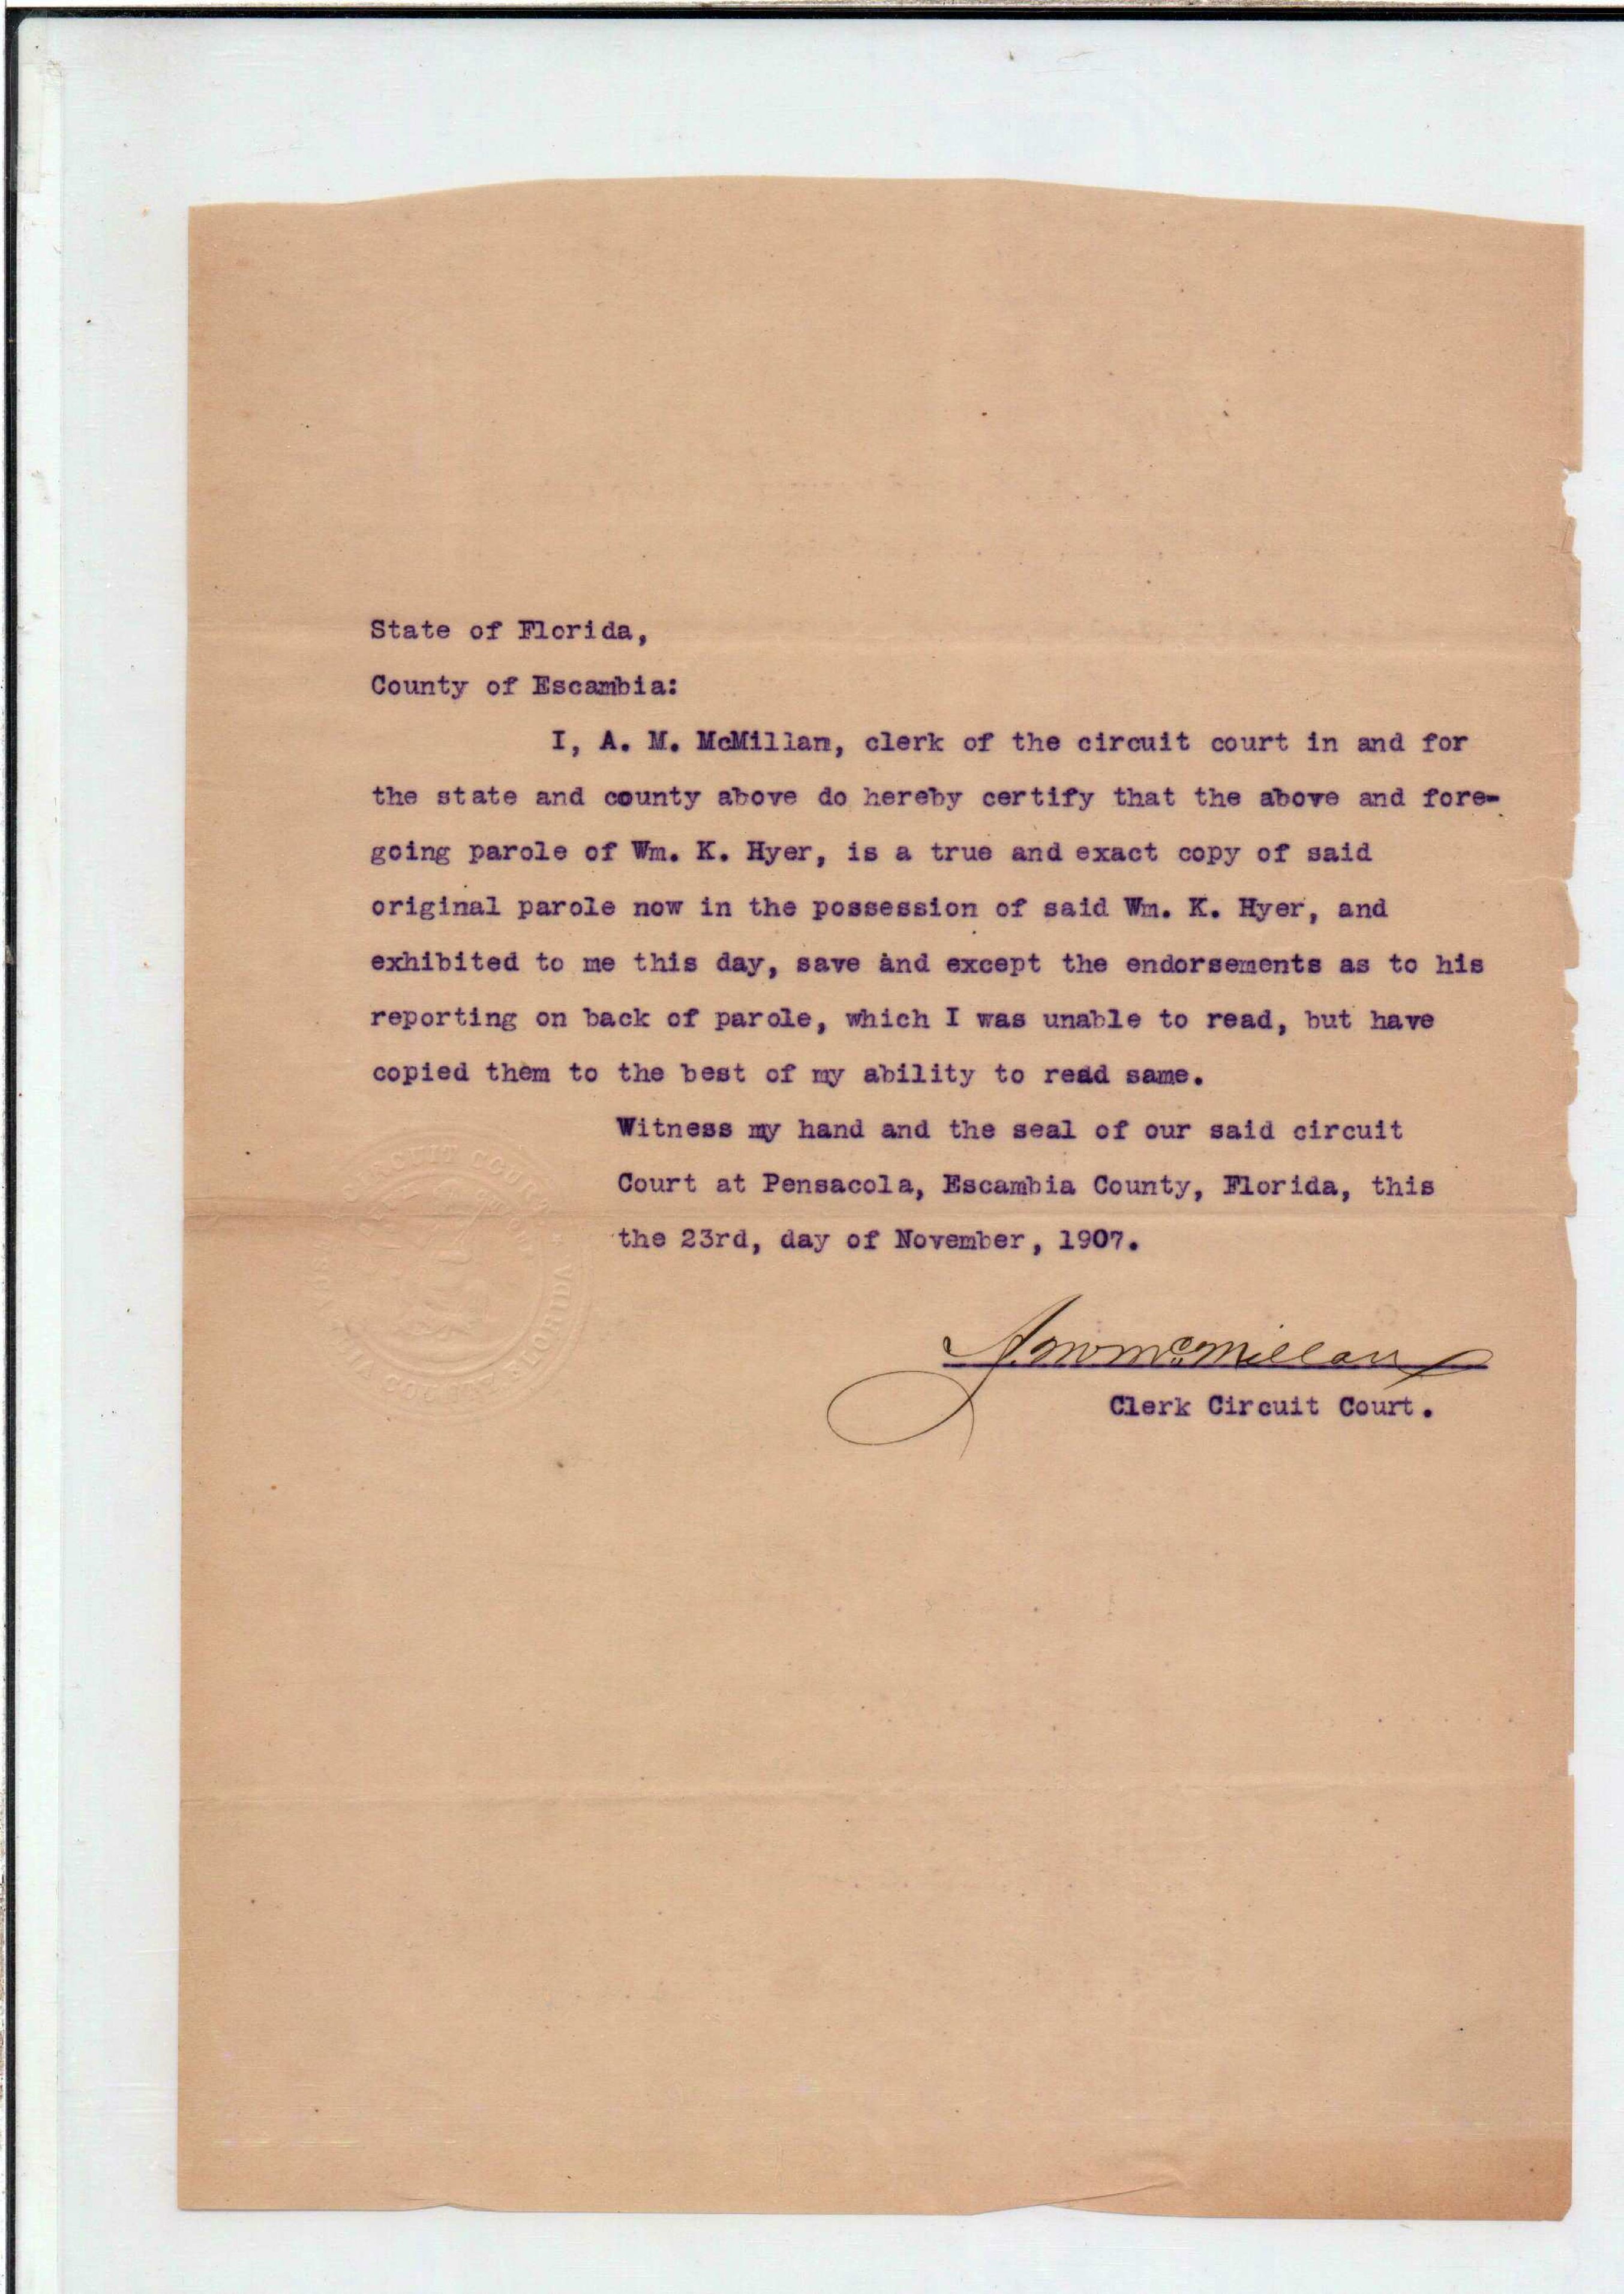 State of Florida,
County of Escambia:
I, A. M. McMillan, clerk of the circuit court in and for
the state and county above do hereby certify that the above and fore-
going parole of Wm. K. Hyer, is a true and exact copy of said
original parole now in the possession of said Wm. K. Hyer, and
exhibited to me this day, save and except the endorsements as to his
reporting on back of parole, which I was unable to read, but have
copied them to the best of my ability to read same.
Witness my hand and the seal of our said circuit
Court at Pensacola, Escambia County, Florida, this
the 23rd, day of November, 1907.
A. M. McMillan
Clerk Circuit Court.
CIRCUIT COURT
COUNTY FLORIDA